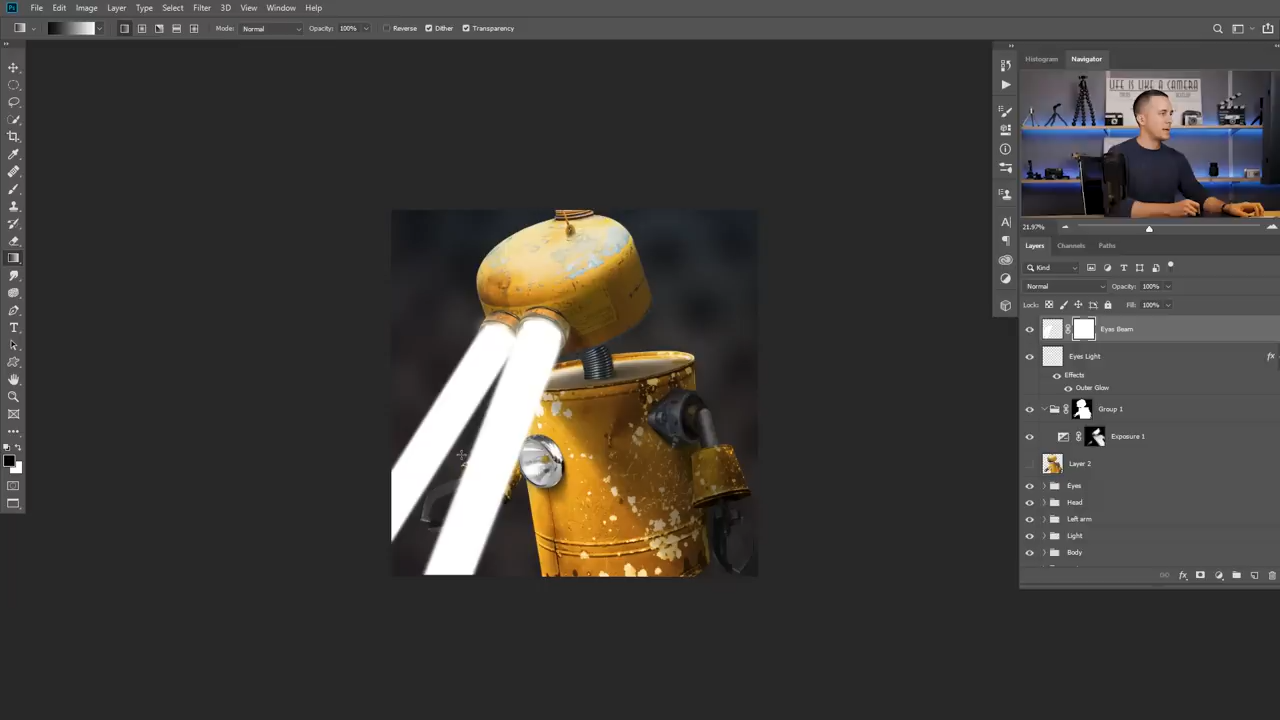 Ps File Edit Image Layer Type Select Filter 3D View Window Help
Mode: Normal Opacity: 100% Reverse Dither Transparency
Histogram Navigator
LIFE IS LIKE A CAMERA
21.97%
Layers Channels Paths
Kind
Normal Opacity: 100%
Lock: Fill: 100%
Eyes Beam
Eyes Light fx
Effects
Outer Glow
Group 1
Exposure 1
Layer 2
Eyes
Head
Left arm
Light
Body